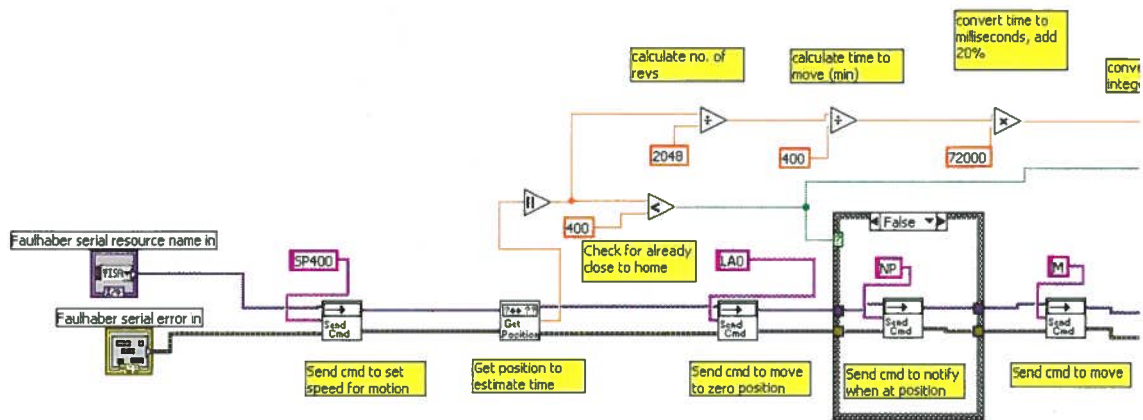 convert time to
milliseconds, add
20%
calculate no. of
revs
calculate time to
move (min)
2048
400
72000
400
Check for already
close to home
False
Faulhaber serial resource name in
VISA
SP400
LA0
NP
M
Faulhaber serial error in
Send
Cmd
Get
Position
Send
Cmd
Send
Cmd
Send
Cmd
Send cmd to set
speed for motion
Get position to
estimate time
Send cmd to move
to zero position
Send cmd to notify
when at position
Send cmd to move